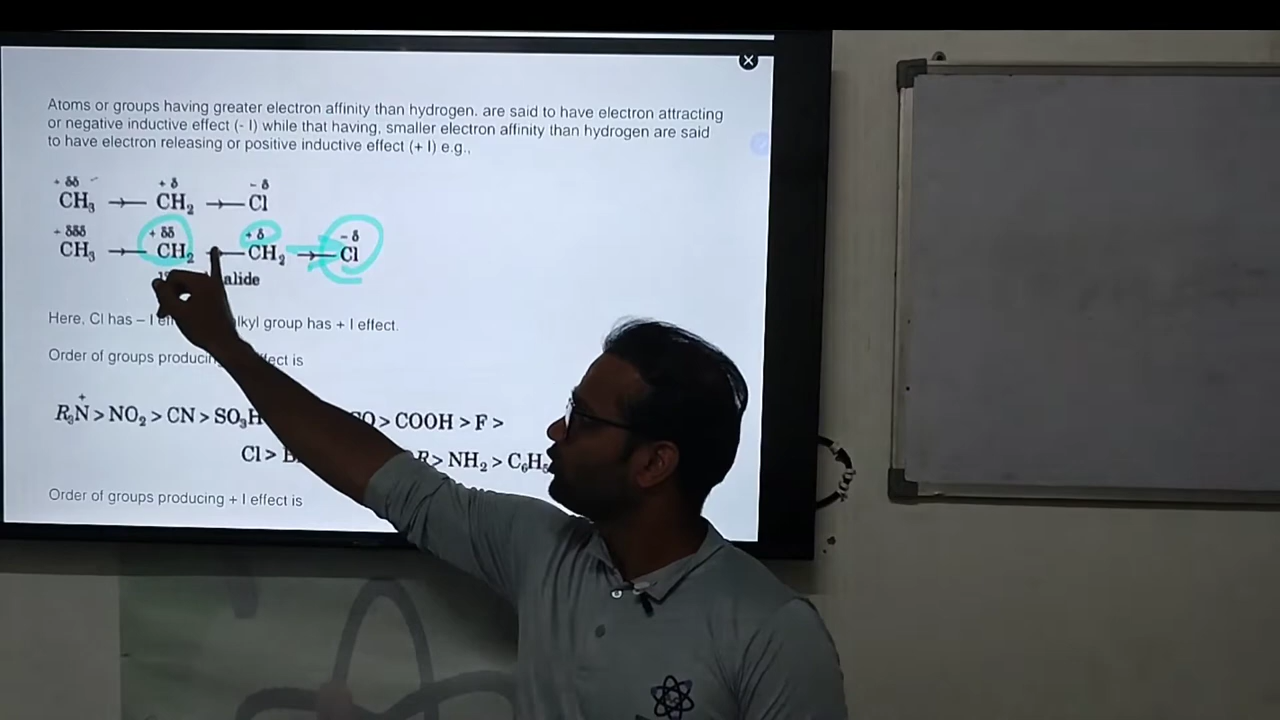 Atoms or groups having greater electron affinity than hydrogen. are said to have electron attracting
or negative inductive effect (- I) while that having, smaller electron affinity than hydrogen are said
to have electron releasing or positive inductive effect (+ I) e.g.,
+ δδ + δ - δ
CH₃ →— CH₂ →— Cl
+ δδδ + δδ + δ - δ
CH₃ →— CH₂ — CH₂ →— Cl
alide
Here, Cl has – I lkyl group has + I effect.
Order of groups is
R₃N⁺ > NO₂ > CN > SO₃H > COOH > F >
Cl > R > NH₂ > C₆H₅
Order of groups producing + I effect is